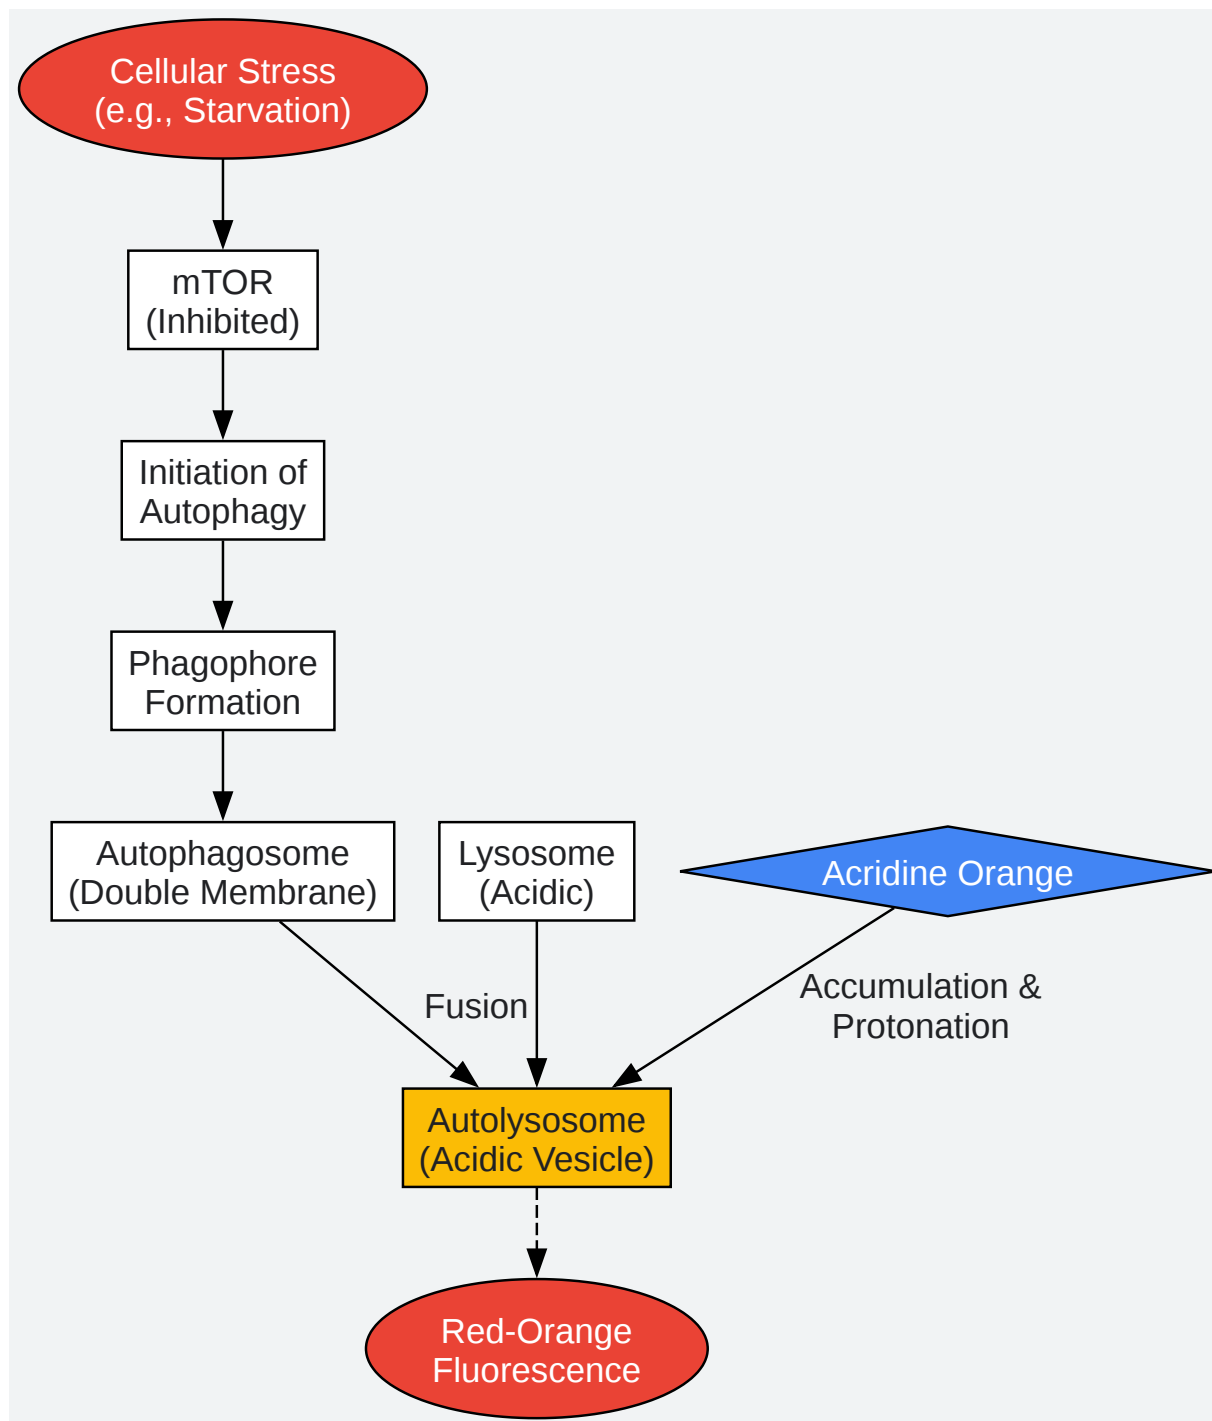 Cellular Stress
(e.g., Starvation)
mTOR
(Inhibited)
Initiation of
Autophagy
Phagophore
Formation
Autophagosome
(Double Membrane)
Lysosome
(Acidic)
Acridine Orange
Fusion
Accumulation &
Protonation
Autolysosome
(Acidic Vesicle)
Red-Orange
Fluorescence